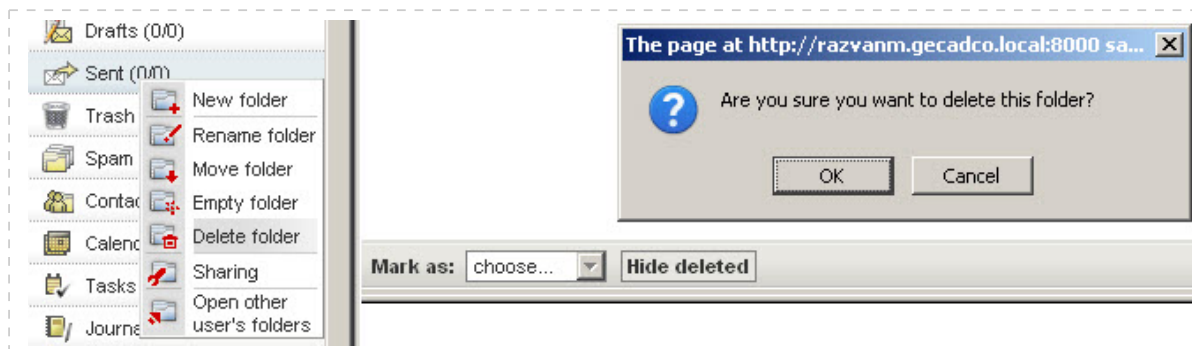 Drafts (0/0)
Sent (0/0)
Trash
Spam
Contac
Calend
Tasks
Journa
New folder
Rename folder
Move folder
Empty folder
Delete folder
Sharing
Open other
user's folders
The page at http://razvanm.gecadco.local:8000 sa...
Are you sure you want to delete this folder?
OK
Cancel
Mark as:
choose...
Hide deleted